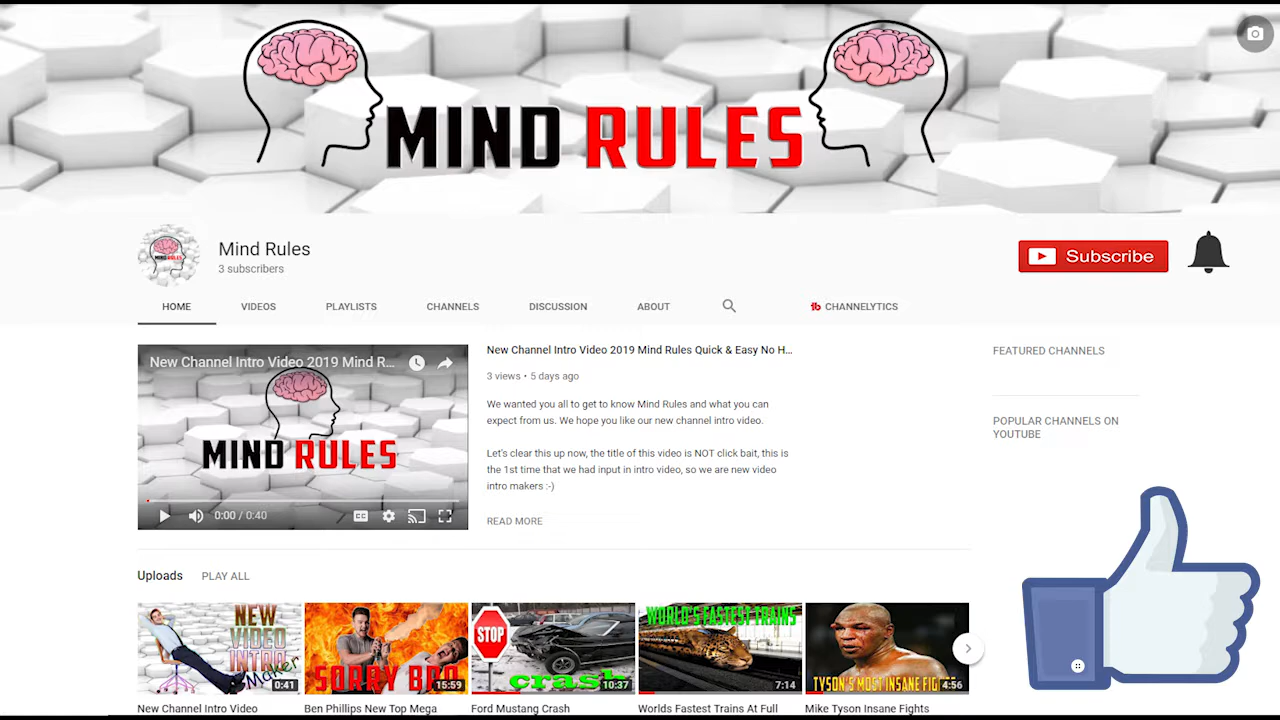 MIND RULES
Mind Rules
3 subscribers
Subscribe
HOME VIDEOS PLAYLISTS CHANNELS DISCUSSION ABOUT CHANNELYTICS
New Channel Intro Video 2019 Mind R...
MIND RULES
0:00 / 0:40
CC
New Channel Intro Video 2019 Mind Rules Quick & Easy No H...
3 views • 5 days ago
We wanted you all to get to know Mind Rules and what you can
expect from us. We hope you like our new channel intro video.
Let's clear this up now, the title of this video is NOT click bait, this is
the 1st time that we had input in intro video, so we are new video
intro makers :-)
READ MORE
FEATURED CHANNELS
POPULAR CHANNELS ON
YOUTUBE
Uploads PLAY ALL
NEW
VIDEO
INTRO
Maker
0:41
New Channel Intro Video
SORRY BRO
15:59
Ben Phillips New Top Mega
STOP
crash
10:37
Ford Mustang Crash
WORLD'S FASTEST TRAINS
7:14
Worlds Fastest Trains At Full
TYSON'S MOST INSANE
4:56
Mike Tyson Insane Fights